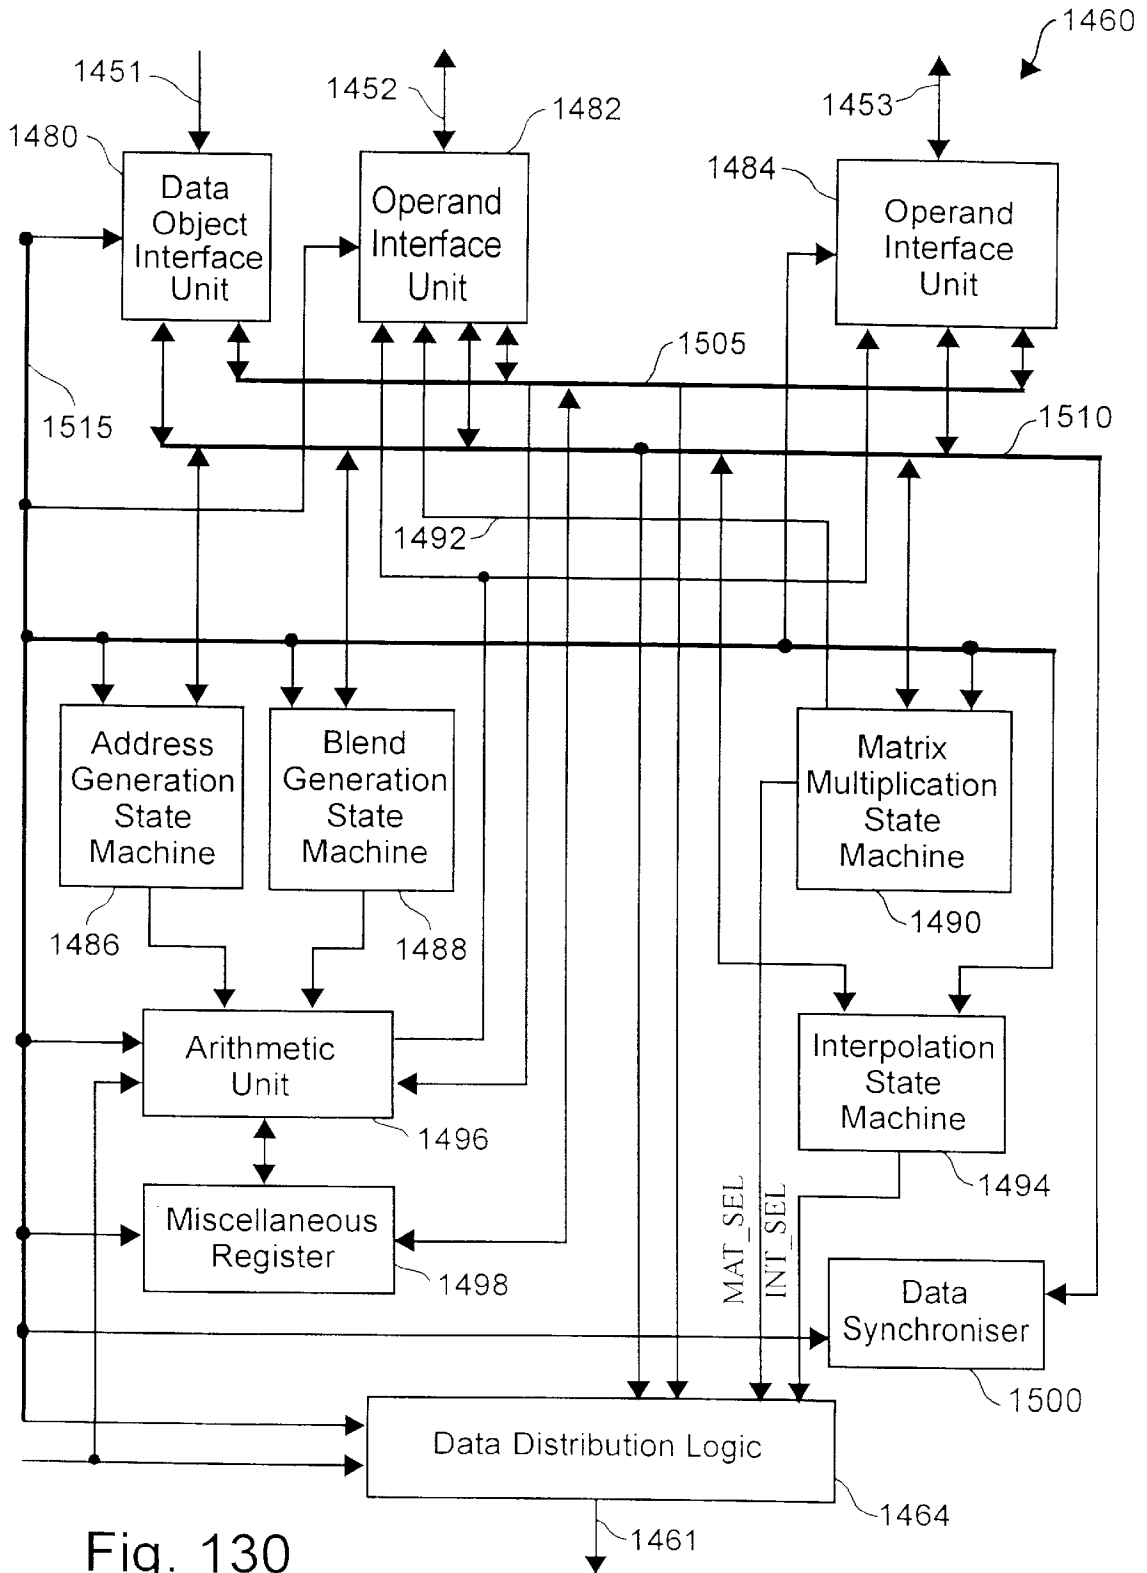 1460
1451
1452
1482
1453
1480
1484
Data
Object
Interface
Unit
Operand
Interface
Unit
Operand
Interface
Unit
1505
1515
1510
1492
Address
Generation
State
Machine
Blend
Generation
State
Machine
Matrix
Multiplication
State
Machine
1486
1488
1490
Arithmetic
Unit
Interpolation
State
Machine
1496
1494
Miscellaneous
Register
MAT_SEL
INT_SEL
1498
Data
Synchroniser
1500
Data Distribution Logic
1464
1461
Fig. 130